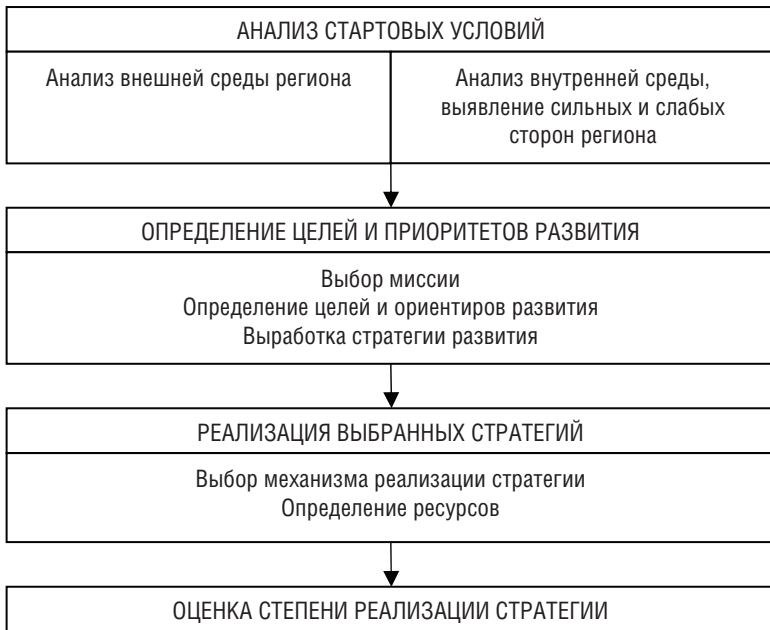 АНАЛИЗ СТАРТОВЫХ УСЛОВИЙ
Анализ внешней среды региона
Анализ внутренней среды,
выявление сильных и слабых
сторон региона
ОПРЕДЕЛЕНИЕ ЦЕЛЕЙ И ПРИОРИТЕТОВ РАЗВИТИЯ
Выбор миссии
Определение целей и ориентиров развития
Выработка стратегии развития
РЕАЛИЗАЦИЯ ВЫБРАННЫХ СТРАТЕГИЙ
Выбор механизма реализации стратегии
Определение ресурсов
ОЦЕНКА СТЕПЕНИ РЕАЛИЗАЦИИ СТРАТЕГИИ